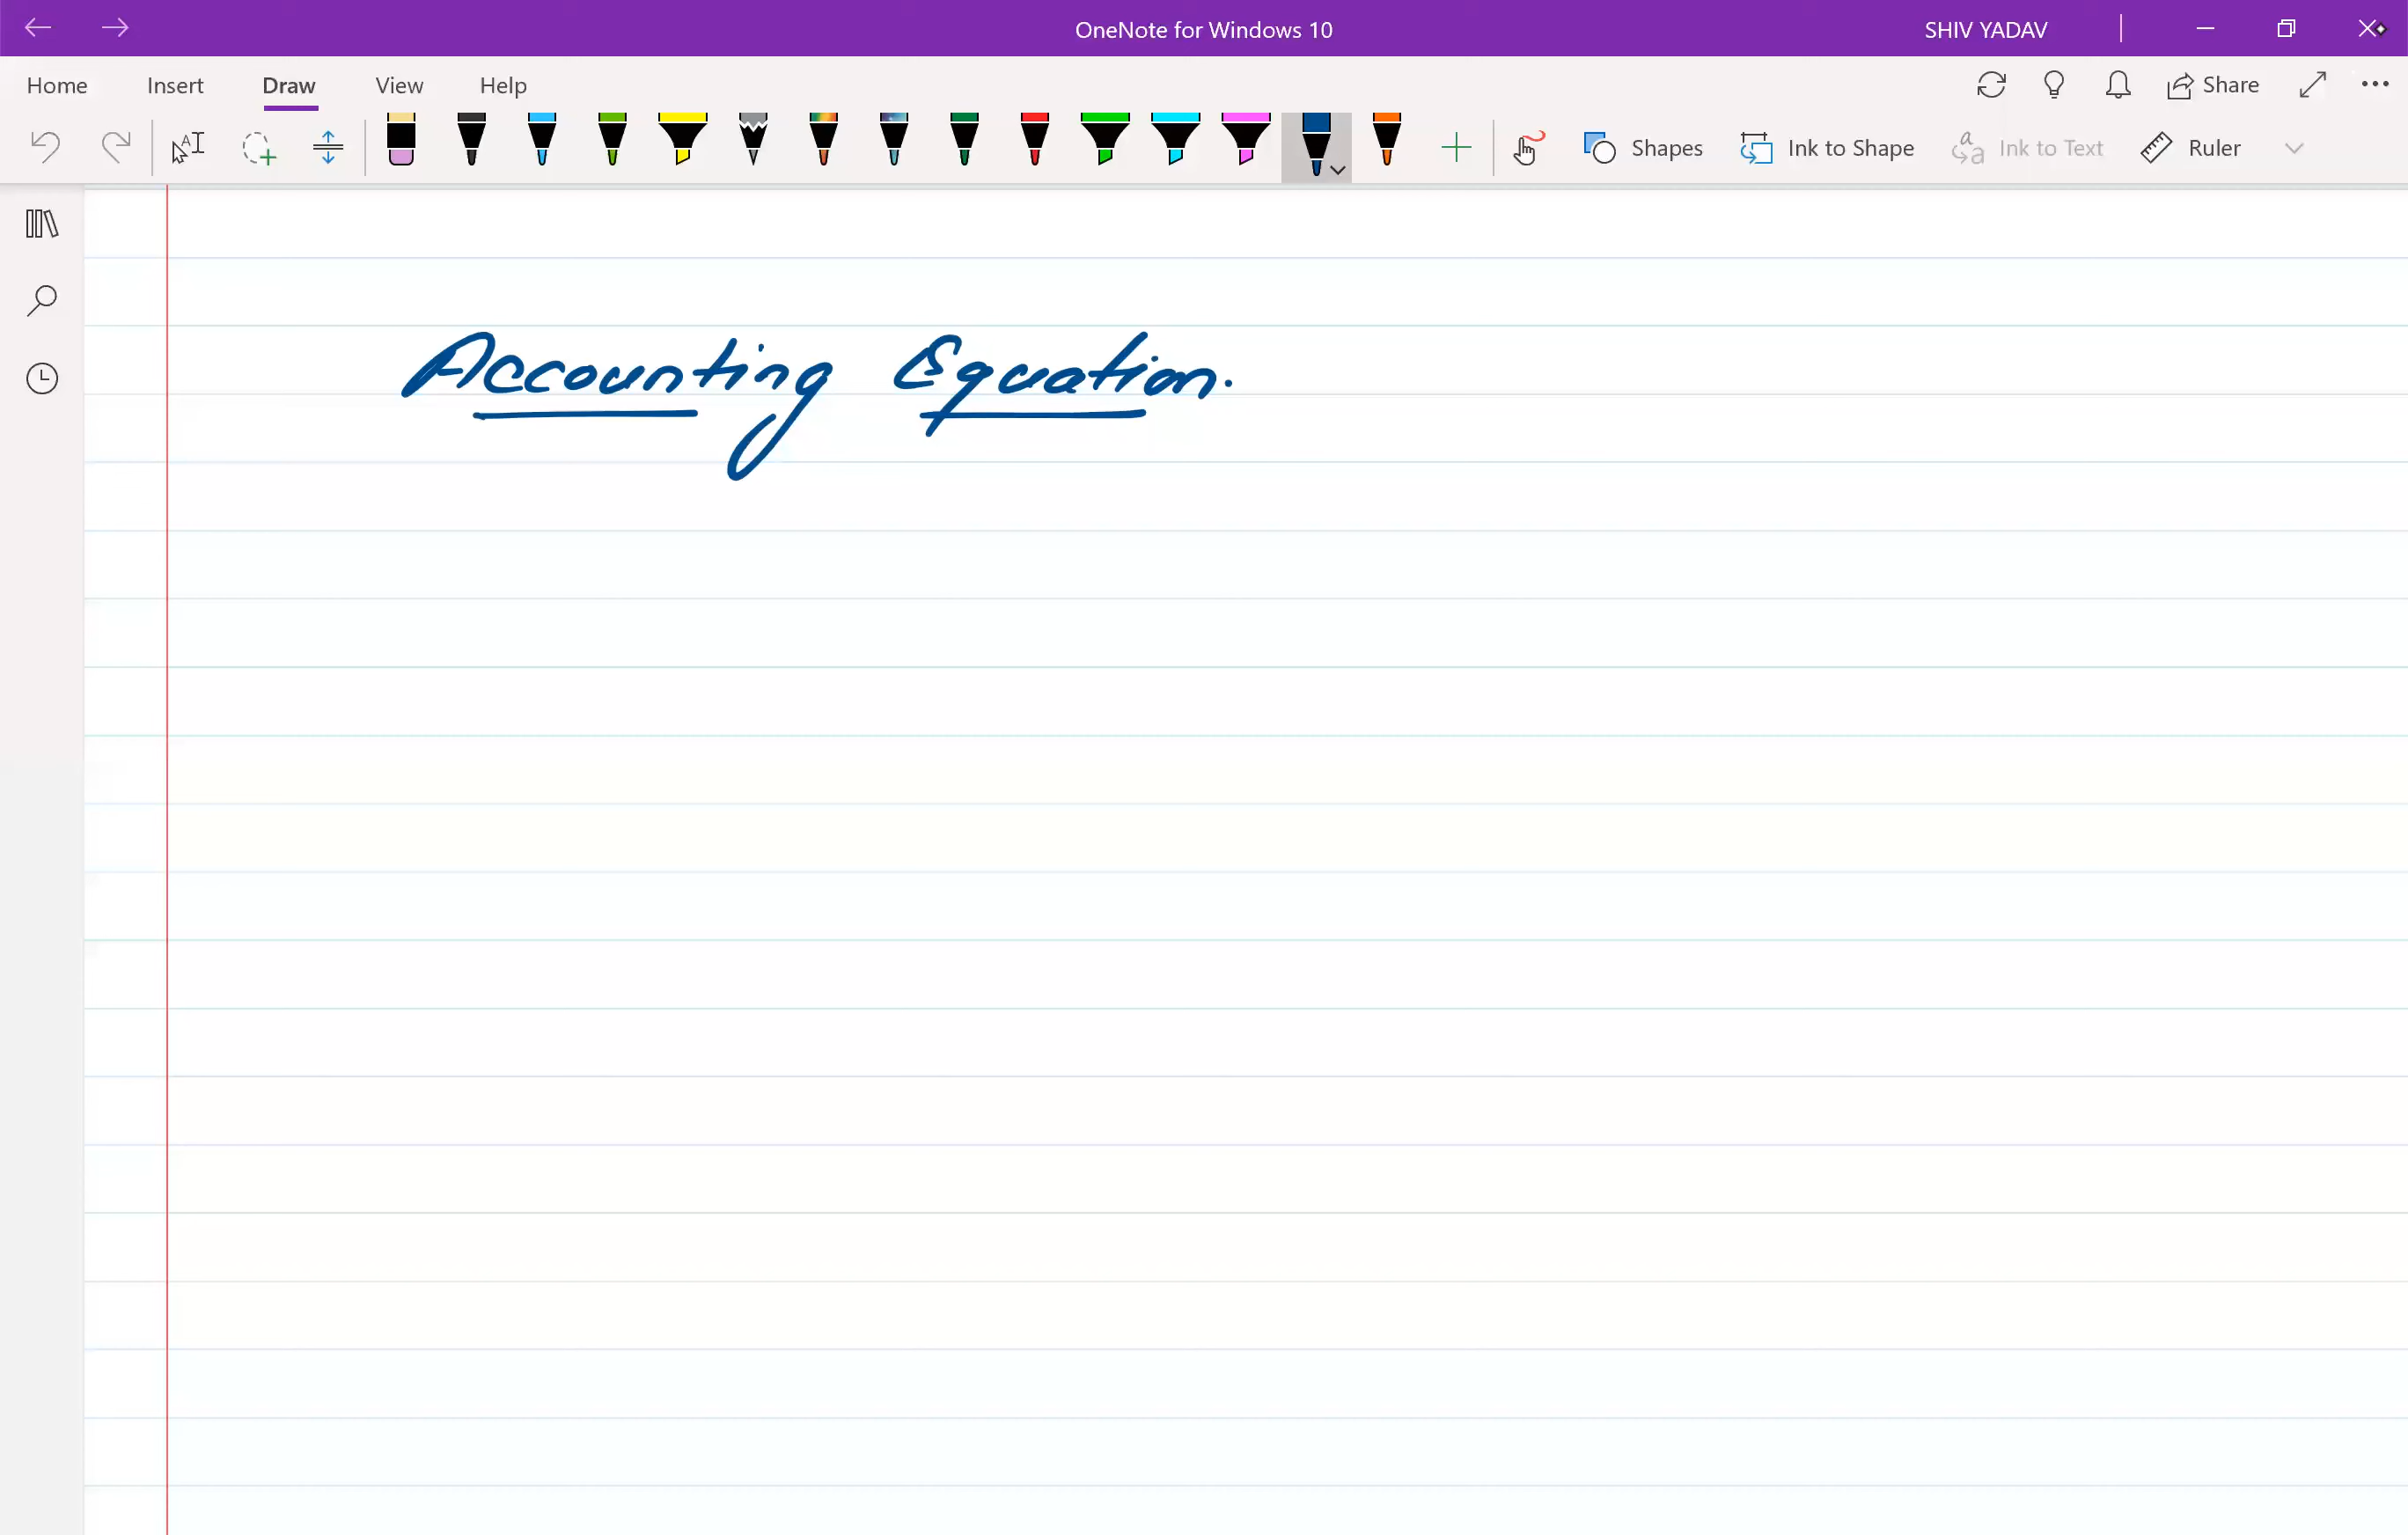 OneNote for Windows 10 SHIV YADAV
Home Insert Draw View Help Share
Shapes Ink to Shape Ink to Text Ruler
Accounting Equation.